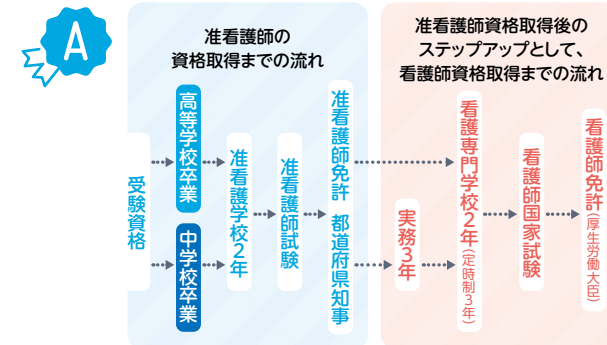 A
准看護師の
資格取得までの流れ
受験資格
高等学校卒業
中学校卒業
准看護学校2年
准看護師試験
准看護師免許 都道府県知事
准看護師資格取得後の
ステップアップとして、
看護師資格取得までの流れ
実務3年
看護専門学校2年(定時制3年)
看護師国家試験
看護師免許(厚生労働大臣)